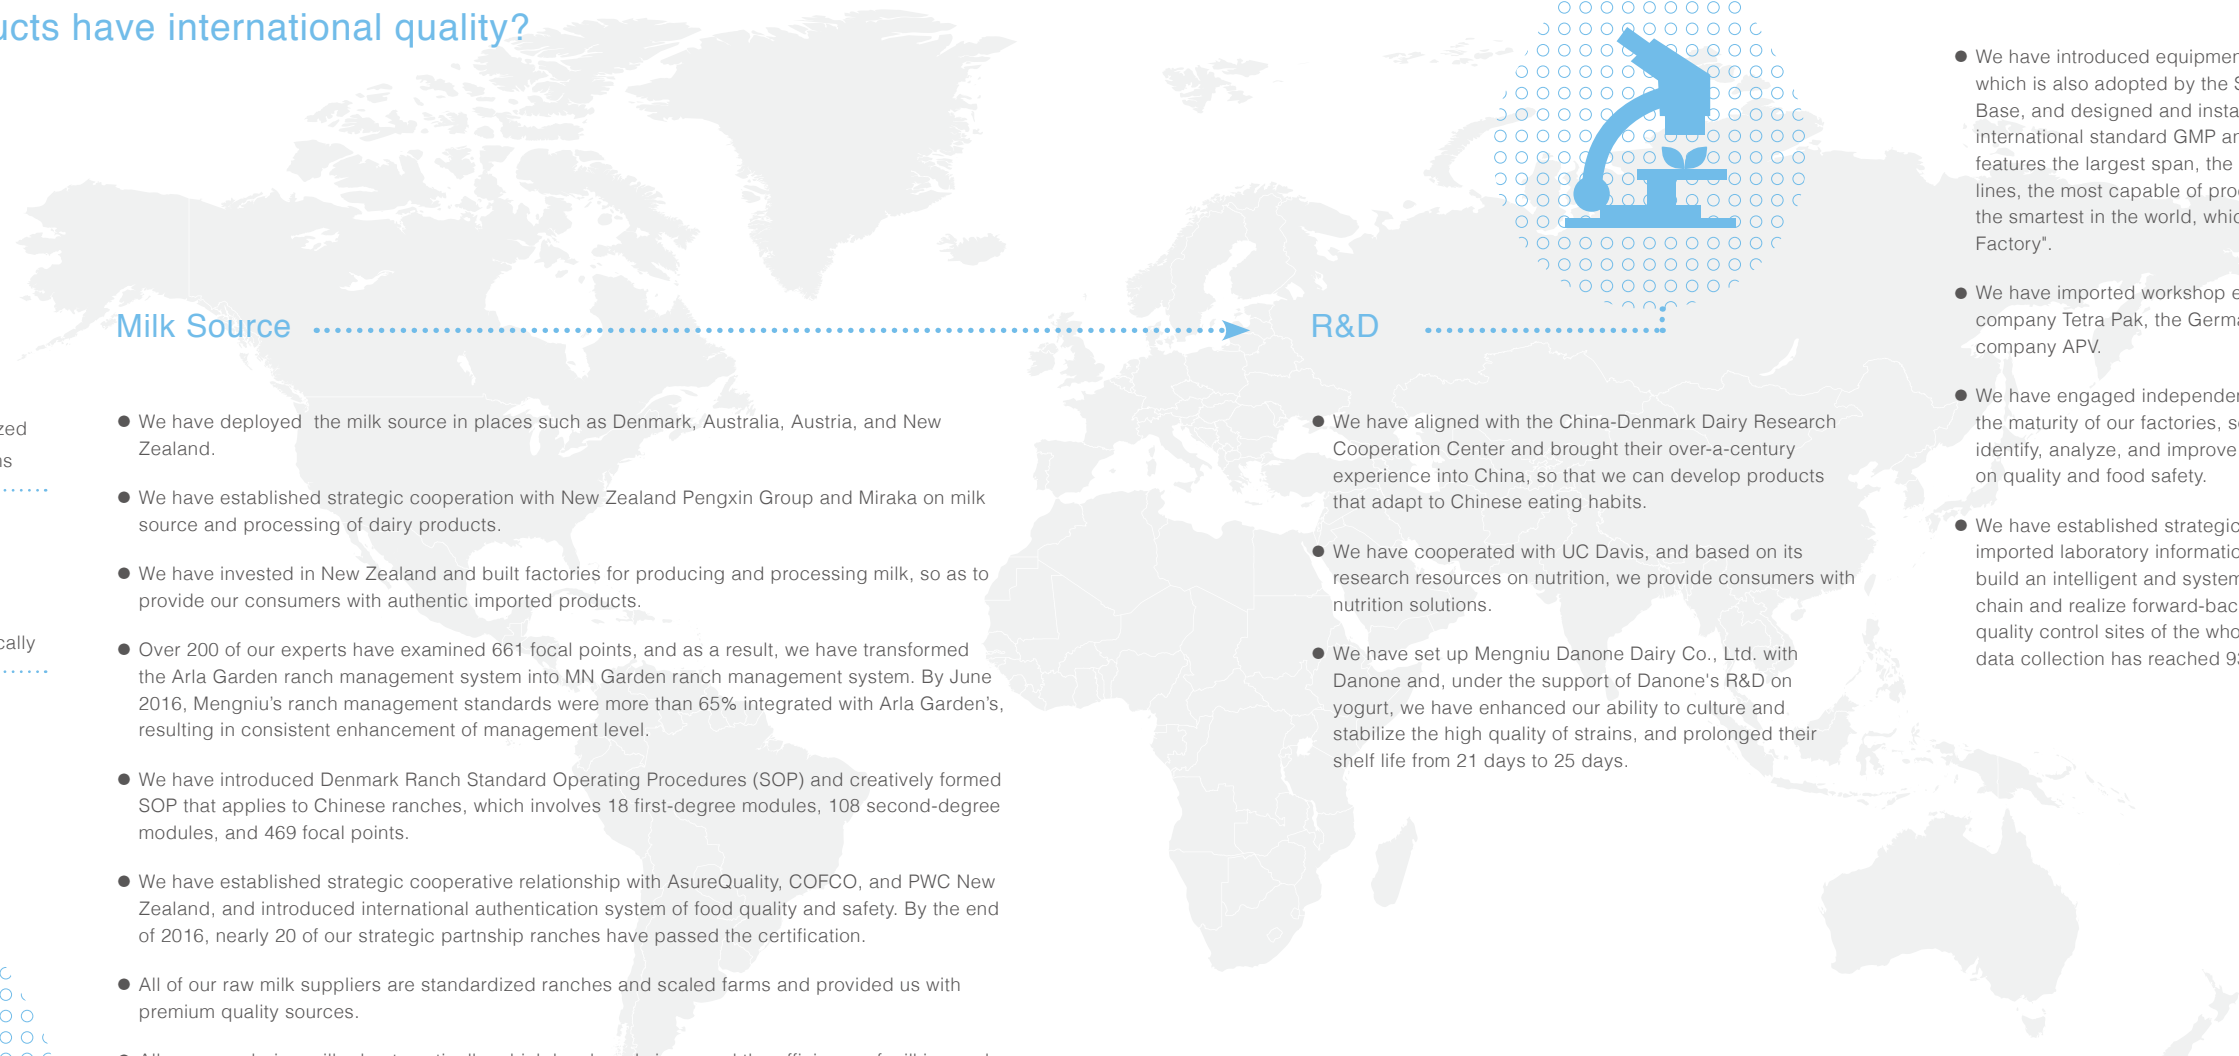 have international quality?
Milk Source
We have deployed the milk source in places such as Denmark, Australia, Austria, and New
Zealand.
We have established strategic cooperation with New Zealand Pengxin Group and Miraka on milk
source and processing of dairy products.
We have invested in New Zealand and built factories for producing and processing milk, so as to
provide our consumers with authentic imported products.
Over 200 of our experts have examined 661 focal points, and as a result, we have transformed
the Arla Garden ranch management system into MN Garden ranch management system. By June
2016, Mengniu's ranch management standards were more than 65% integrated with Arla Garden's,
resulting in consistent enhancement of management level.
We have introduced Denmark Ranch Standard Operating Procedures (SOP) and creatively formed
SOP that applies to Chinese ranches, which involves 18 first-degree modules, 108 second-degree
modules, and 469 focal points.
We have established strategic cooperative relationship with AsureQuality, COFCO, and PWC New
Zealand, and introduced international authentication system of food quality and safety. By the end
of 2016, nearly 20 of our strategic partnship ranches have passed the certification.
All of our raw milk suppliers are standardized ranches and scaled farms and provided us with
premium quality sources.
R&D
We have aligned with the China-Denmark Dairy Research
Cooperation Center and brought their over-a-century
experience into China, so that we can develop products
that adapt to Chinese eating habits.
We have cooperated with UC Davis, and based on its
research resources on nutrition, we provide consumers with
nutrition solutions.
We have set up Mengniu Danone Dairy Co., Ltd. with
Danone and, under the support of Danone's R&D on
yogurt, we have enhanced our ability to culture and
stabilize the high quality of strains, and prolonged their
shelf life from 21 days to 25 days.
We have introduced
which is also adopted by the
Base, and designed and
international standard GMP
features the largest span, the
lines, the most capable of
the smartest in the world,
Factory".
We have imported workshop
company Tetra Pak, the
company APV.
We have engaged
the maturity of our factories,
identify, analyze, and improve
on quality and food safety.
We have established strategic
imported laboratory
build an intelligent and
chain and realize
quality control sites of the
data collection has reached